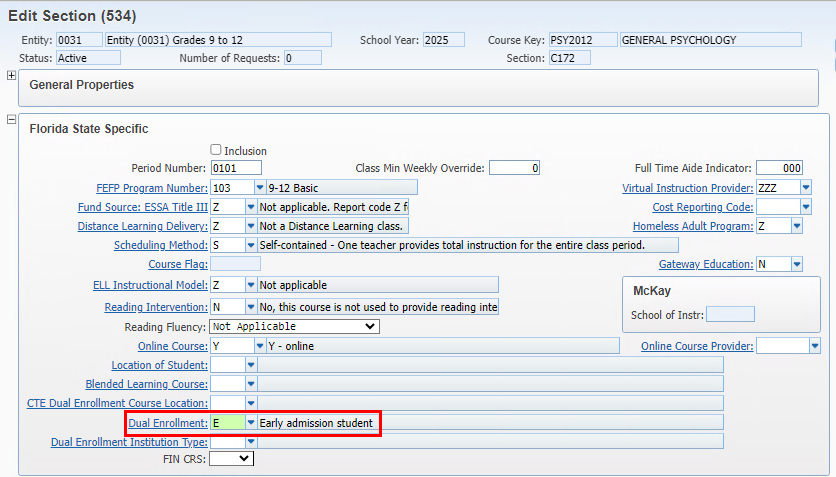 Edit Section (534)
Entity: 0031 Entity (0031) Grades 9 to 12 School Year: 2025 Course Key: PSY2012 GENERAL PSYCHOLOGY
Status: Active Number of Requests: 0 Section: C172
General Properties
Florida State Specific
Inclusion
Period Number: 0101 Class Min Weekly Override: 0 Full Time Aide Indicator: 000
FEFP Program Number: 103 9-12 Basic Virtual Instruction Provider: ZZZ
Fund Source: ESSA Title III Z Not applicable. Report code Z f Cost Reporting Code:
Distance Learning Delivery: Z Not a Distance Learning class. Homeless Adult Program: Z
Scheduling Method: S Self-contained - One teacher provides total instruction for the entire class period.
Course Flag: Gateway Education: N
ELL Instructional Model: Z Not applicable McKay
Reading Intervention: N No, this course is not used to provide reading inte School of Instr:
Reading Fluency: Not Applicable
Online Course: Y Y - online Online Course Provider:
Location of Student:
Blended Learning Course:
CTE Dual Enrollment Course Location:
Dual Enrollment: E Early admission student
Dual Enrollment Institution Type:
FIN CRS: